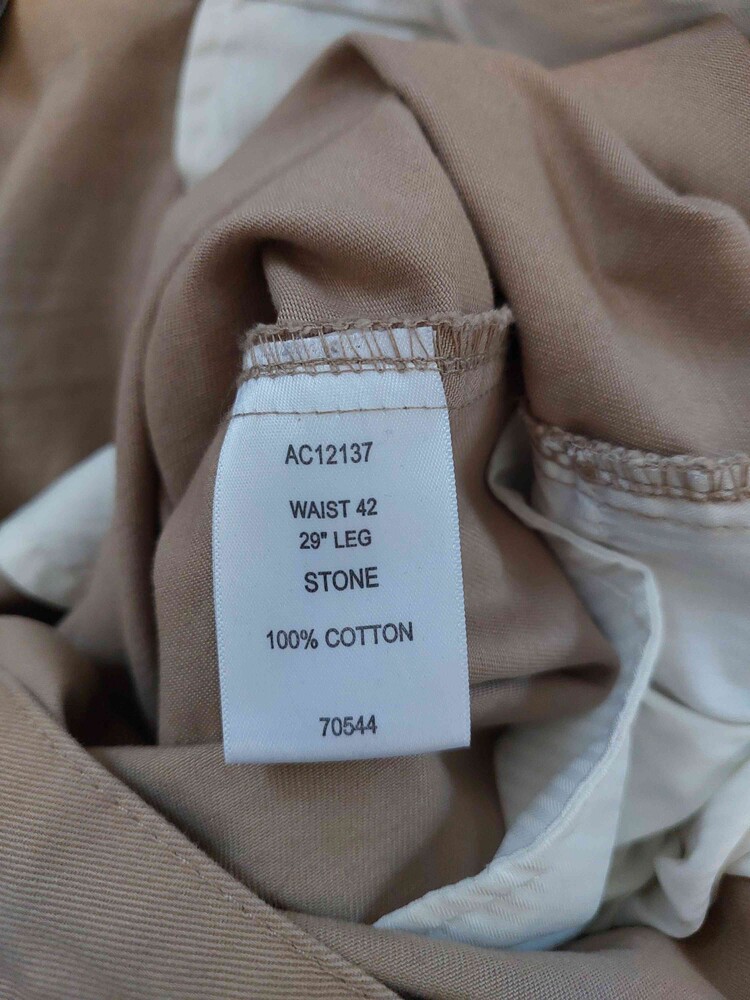 AC12137
WAIST 42
29" LEG
STONE
100% COTTON
70544